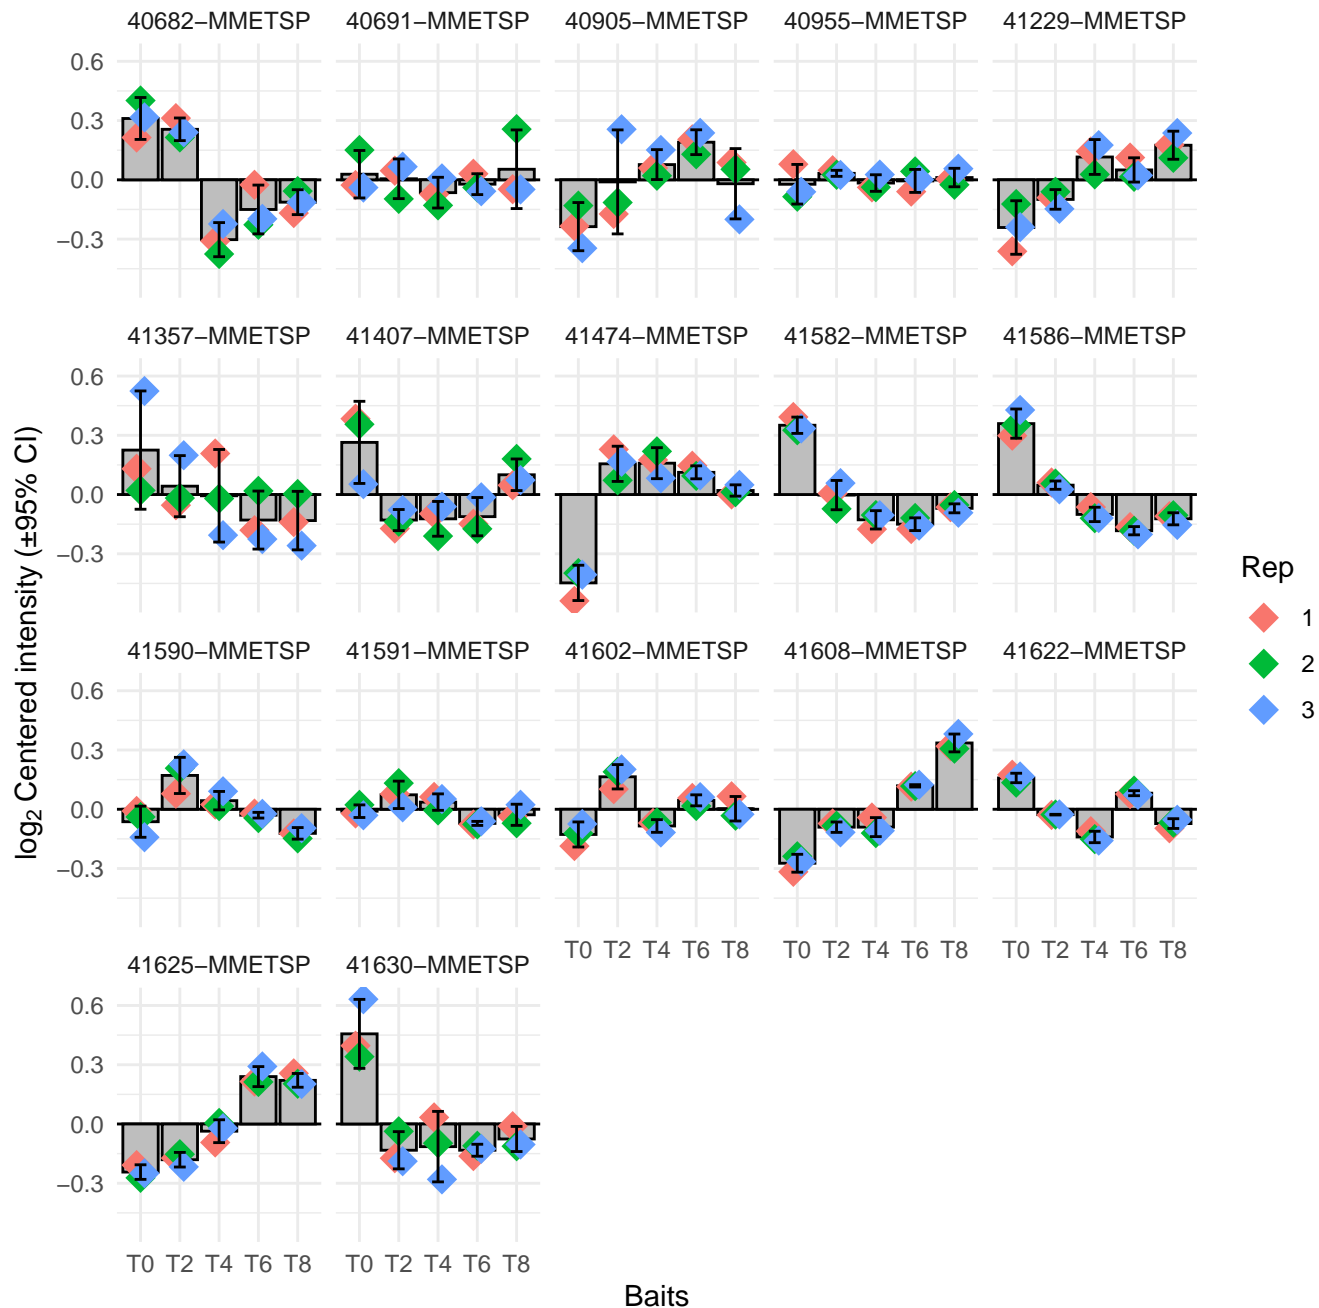 40682−MMETSP 40691−MMETSP 40905−MMETSP 40955−MMETSP 41229−MMETSP
0.6
0.3
0.0
−0.3
41357−MMETSP 41407−MMETSP 41474−MMETSP 41582−MMETSP 41586−MMETSP
0.6
0.3
0.0
−0.3
41590−MMETSP 41591−MMETSP 41602−MMETSP 41608−MMETSP 41622−MMETSP
0.6
0.3
0.0
−0.3
T0 T2 T4 T6 T8 T0 T2 T4 T6 T8 T0 T2 T4 T6 T8
41625−MMETSP 41630−MMETSP
0.6
0.3
0.0
−0.3
T0 T2 T4 T6 T8 T0 T2 T4 T6 T8
Baits
log₂ Centered intensity (±95% CI)
Rep
1
2
3